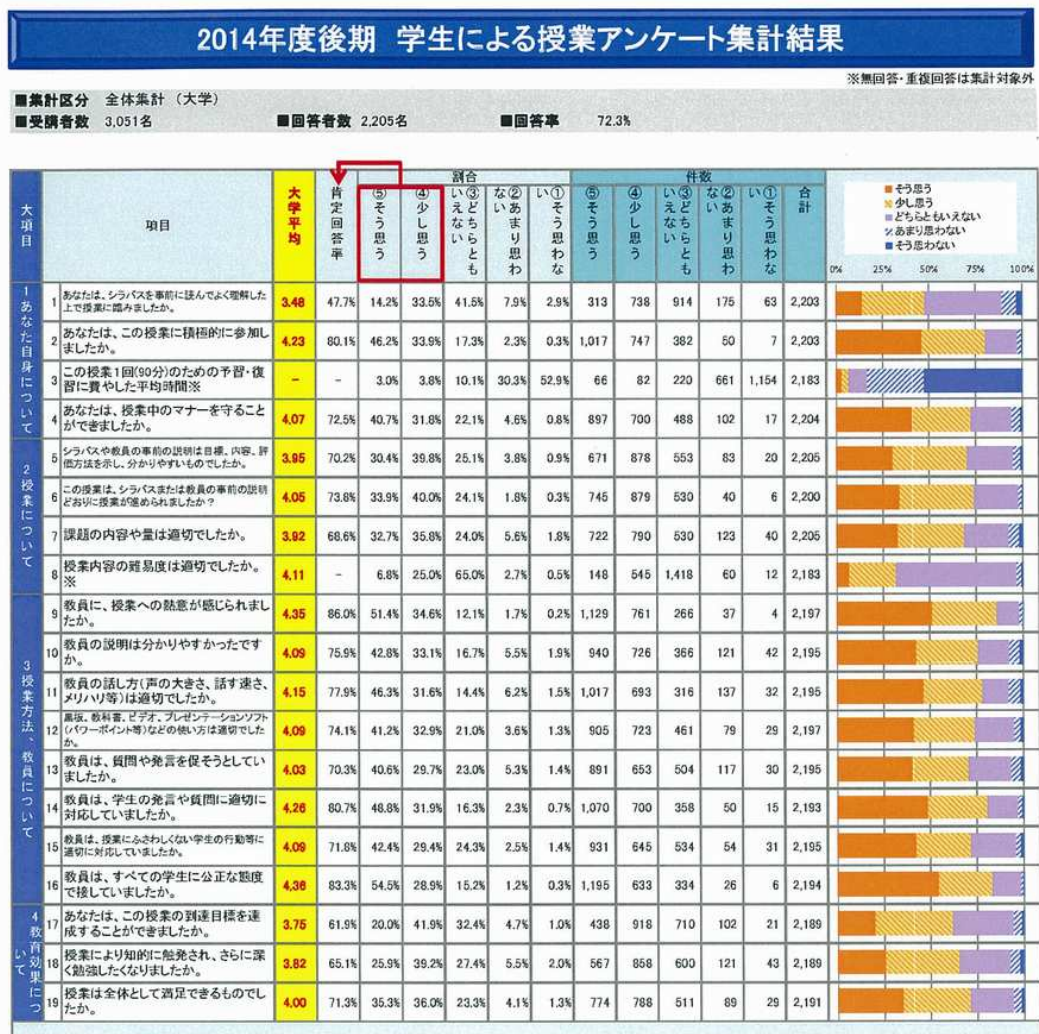 2014年度後期 学生による授業アンケート集計結果
※無回答・重複回答は集計対象外
■集計区分 全体集計 （大学）
■受講者数 3,051名 ■回答者数 2,205名 ■回答率 72.3%
大項目 項目 大学平均 肯定回答率 割合 件数
⑤そう思う ④少し思う ③どちらともいえない ②あまり思わない ①そう思わない ⑤そう思う ④少し思う ③どちらともいえない ②あまり思わない ①そう思わない 合計
そう思う
少し思う
どちらともいえない
あまり思わない
そう思わない
0% 25% 50% 75% 100%
1 あなた自身について
1 あなたは、シラバスを事前に読んでよく理解した
上で授業に臨みましたか。 3.48 47.7% 14.2% 33.5% 41.5% 7.9% 2.9% 313 738 914 175 63 2,203
2 あなたは、この授業に積極的に参加し
ましたか。 4.23 80.1% 46.2% 33.9% 17.3% 2.3% 0.3% 1,017 747 382 50 7 2,203
3 この授業1回(90分)のための予習・復
習に費やした平均時間※ － － 3.0% 3.8% 10.1% 30.3% 52.9% 66 82 220 661 1,154 2,183
4 あなたは、授業中のマナーを守ること
ができましたか。 4.07 72.5% 40.7% 31.8% 22.1% 4.6% 0.8% 897 700 488 102 17 2,204
2 授業について
5 シラバスや教員の事前の説明は目標、内容、評
価方法を示し、分かりやすいものでしたか。 3.95 70.2% 30.4% 39.8% 25.1% 3.8% 0.9% 671 878 553 83 20 2,205
6 この授業は、シラバスまたは教員の事前の説明
どおりに授業が進められましたか？ 4.05 73.8% 33.9% 40.0% 24.1% 1.8% 0.3% 745 879 530 40 6 2,200
7 課題の内容や量は適切でしたか。 3.92 68.6% 32.7% 35.8% 24.0% 5.6% 1.8% 722 790 530 123 40 2,205
8 授業内容の難易度は適切でしたか。
※ 4.11 － 6.8% 25.0% 65.0% 2.7% 0.5% 148 545 1,418 60 12 2,183
3 授業方法、教員について
9 教員に、授業への熱意が感じられまし
たか。 4.35 86.0% 51.4% 34.6% 12.1% 1.7% 0.2% 1,129 761 266 37 4 2,197
10 教員の説明は分かりやすかったです
か。 4.09 75.9% 42.8% 33.1% 16.7% 5.5% 1.9% 940 726 366 121 42 2,195
11 教員の話し方(声の大きさ、話す速さ、
メリハリ等)は適切でしたか。 4.15 77.9% 46.3% 31.6% 14.4% 6.2% 1.5% 1,017 693 316 137 32 2,195
12 黒板、教科書、ビデオ、プレゼンテーションソフト
(パワーポイント等)などの使い方は適切でした
か。 4.09 74.1% 41.2% 32.9% 21.0% 3.6% 1.3% 905 723 461 79 29 2,197
13 教員は、質問や発言を促そうとしてい
ましたか。 4.03 70.3% 40.6% 29.7% 23.0% 5.3% 1.4% 891 653 504 117 30 2,195
14 教員は、学生の発言や質問に適切に
対応していましたか。 4.26 80.7% 48.8% 31.9% 16.3% 2.3% 0.7% 1,070 700 358 50 15 2,193
15 教員は、授業にふさわしくない学生の行動等に
適切に対応していましたか。 4.09 71.8% 42.4% 29.4% 24.3% 2.5% 1.4% 931 645 534 54 31 2,195
16 教員は、すべての学生に公正な態度
で接していましたか。 4.36 83.3% 54.5% 28.9% 15.2% 1.2% 0.3% 1,195 633 334 26 6 2,194
4 教育効果について
17 あなたは、この授業の到達目標を達
成することができましたか。 3.75 61.9% 20.0% 41.9% 32.4% 4.7% 1.0% 438 918 710 102 21 2,189
18 授業により知的に触発され、さらに深
く勉強したくなりましたか。 3.82 65.1% 25.9% 39.2% 27.4% 5.5% 2.0% 567 858 600 121 43 2,189
19 授業は全体として満足できるものでし
たか。 4.00 71.3% 35.3% 36.0% 23.3% 4.1% 1.3% 774 788 511 89 29 2,191